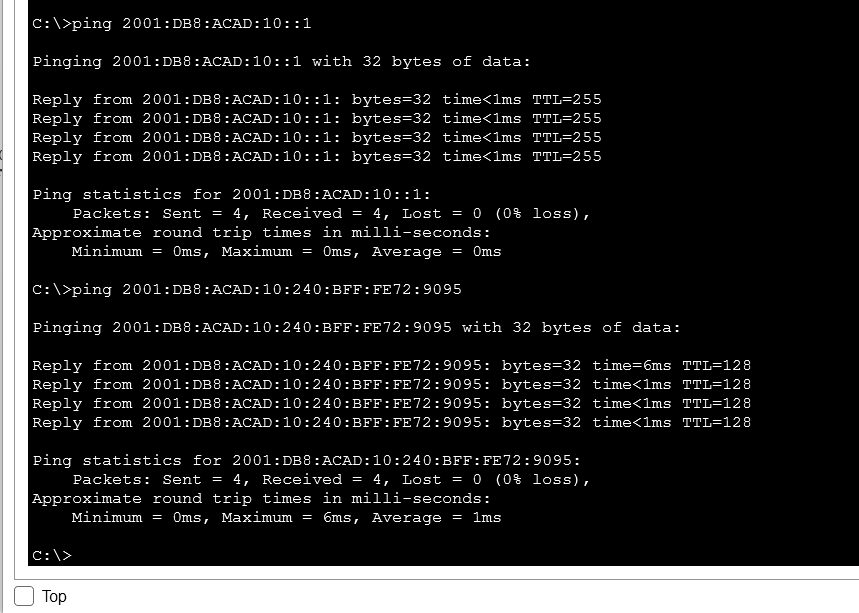 C:\>ping 2001:DB8:ACAD:10::1
Pinging 2001:DB8:ACAD:10::1 with 32 bytes of data:
Reply from 2001:DB8:ACAD:10::1: bytes=32 time<1ms TTL=255
Reply from 2001:DB8:ACAD:10::1: bytes=32 time<1ms TTL=255
Reply from 2001:DB8:ACAD:10::1: bytes=32 time<1ms TTL=255
Reply from 2001:DB8:ACAD:10::1: bytes=32 time<1ms TTL=255
Ping statistics for 2001:DB8:ACAD:10::1:
    Packets: Sent = 4, Received = 4, Lost = 0 (0% loss),
Approximate round trip times in milli-seconds:
    Minimum = 0ms, Maximum = 0ms, Average = 0ms
C:\>ping 2001:DB8:ACAD:10:240:BFF:FE72:9095
Pinging 2001:DB8:ACAD:10:240:BFF:FE72:9095 with 32 bytes of data:
Reply from 2001:DB8:ACAD:10:240:BFF:FE72:9095: bytes=32 time=6ms TTL=128
Reply from 2001:DB8:ACAD:10:240:BFF:FE72:9095: bytes=32 time<1ms TTL=128
Reply from 2001:DB8:ACAD:10:240:BFF:FE72:9095: bytes=32 time<1ms TTL=128
Reply from 2001:DB8:ACAD:10:240:BFF:FE72:9095: bytes=32 time<1ms TTL=128
Ping statistics for 2001:DB8:ACAD:10:240:BFF:FE72:9095:
    Packets: Sent = 4, Received = 4, Lost = 0 (0% loss),
Approximate round trip times in milli-seconds:
    Minimum = 0ms, Maximum = 6ms, Average = 1ms
C:\>
Top